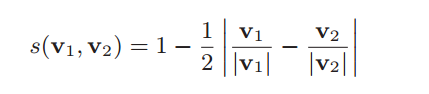 s(v₁, v₂) = 1 − 1/2 | v₁/|v₁| − v₂/|v₂| |